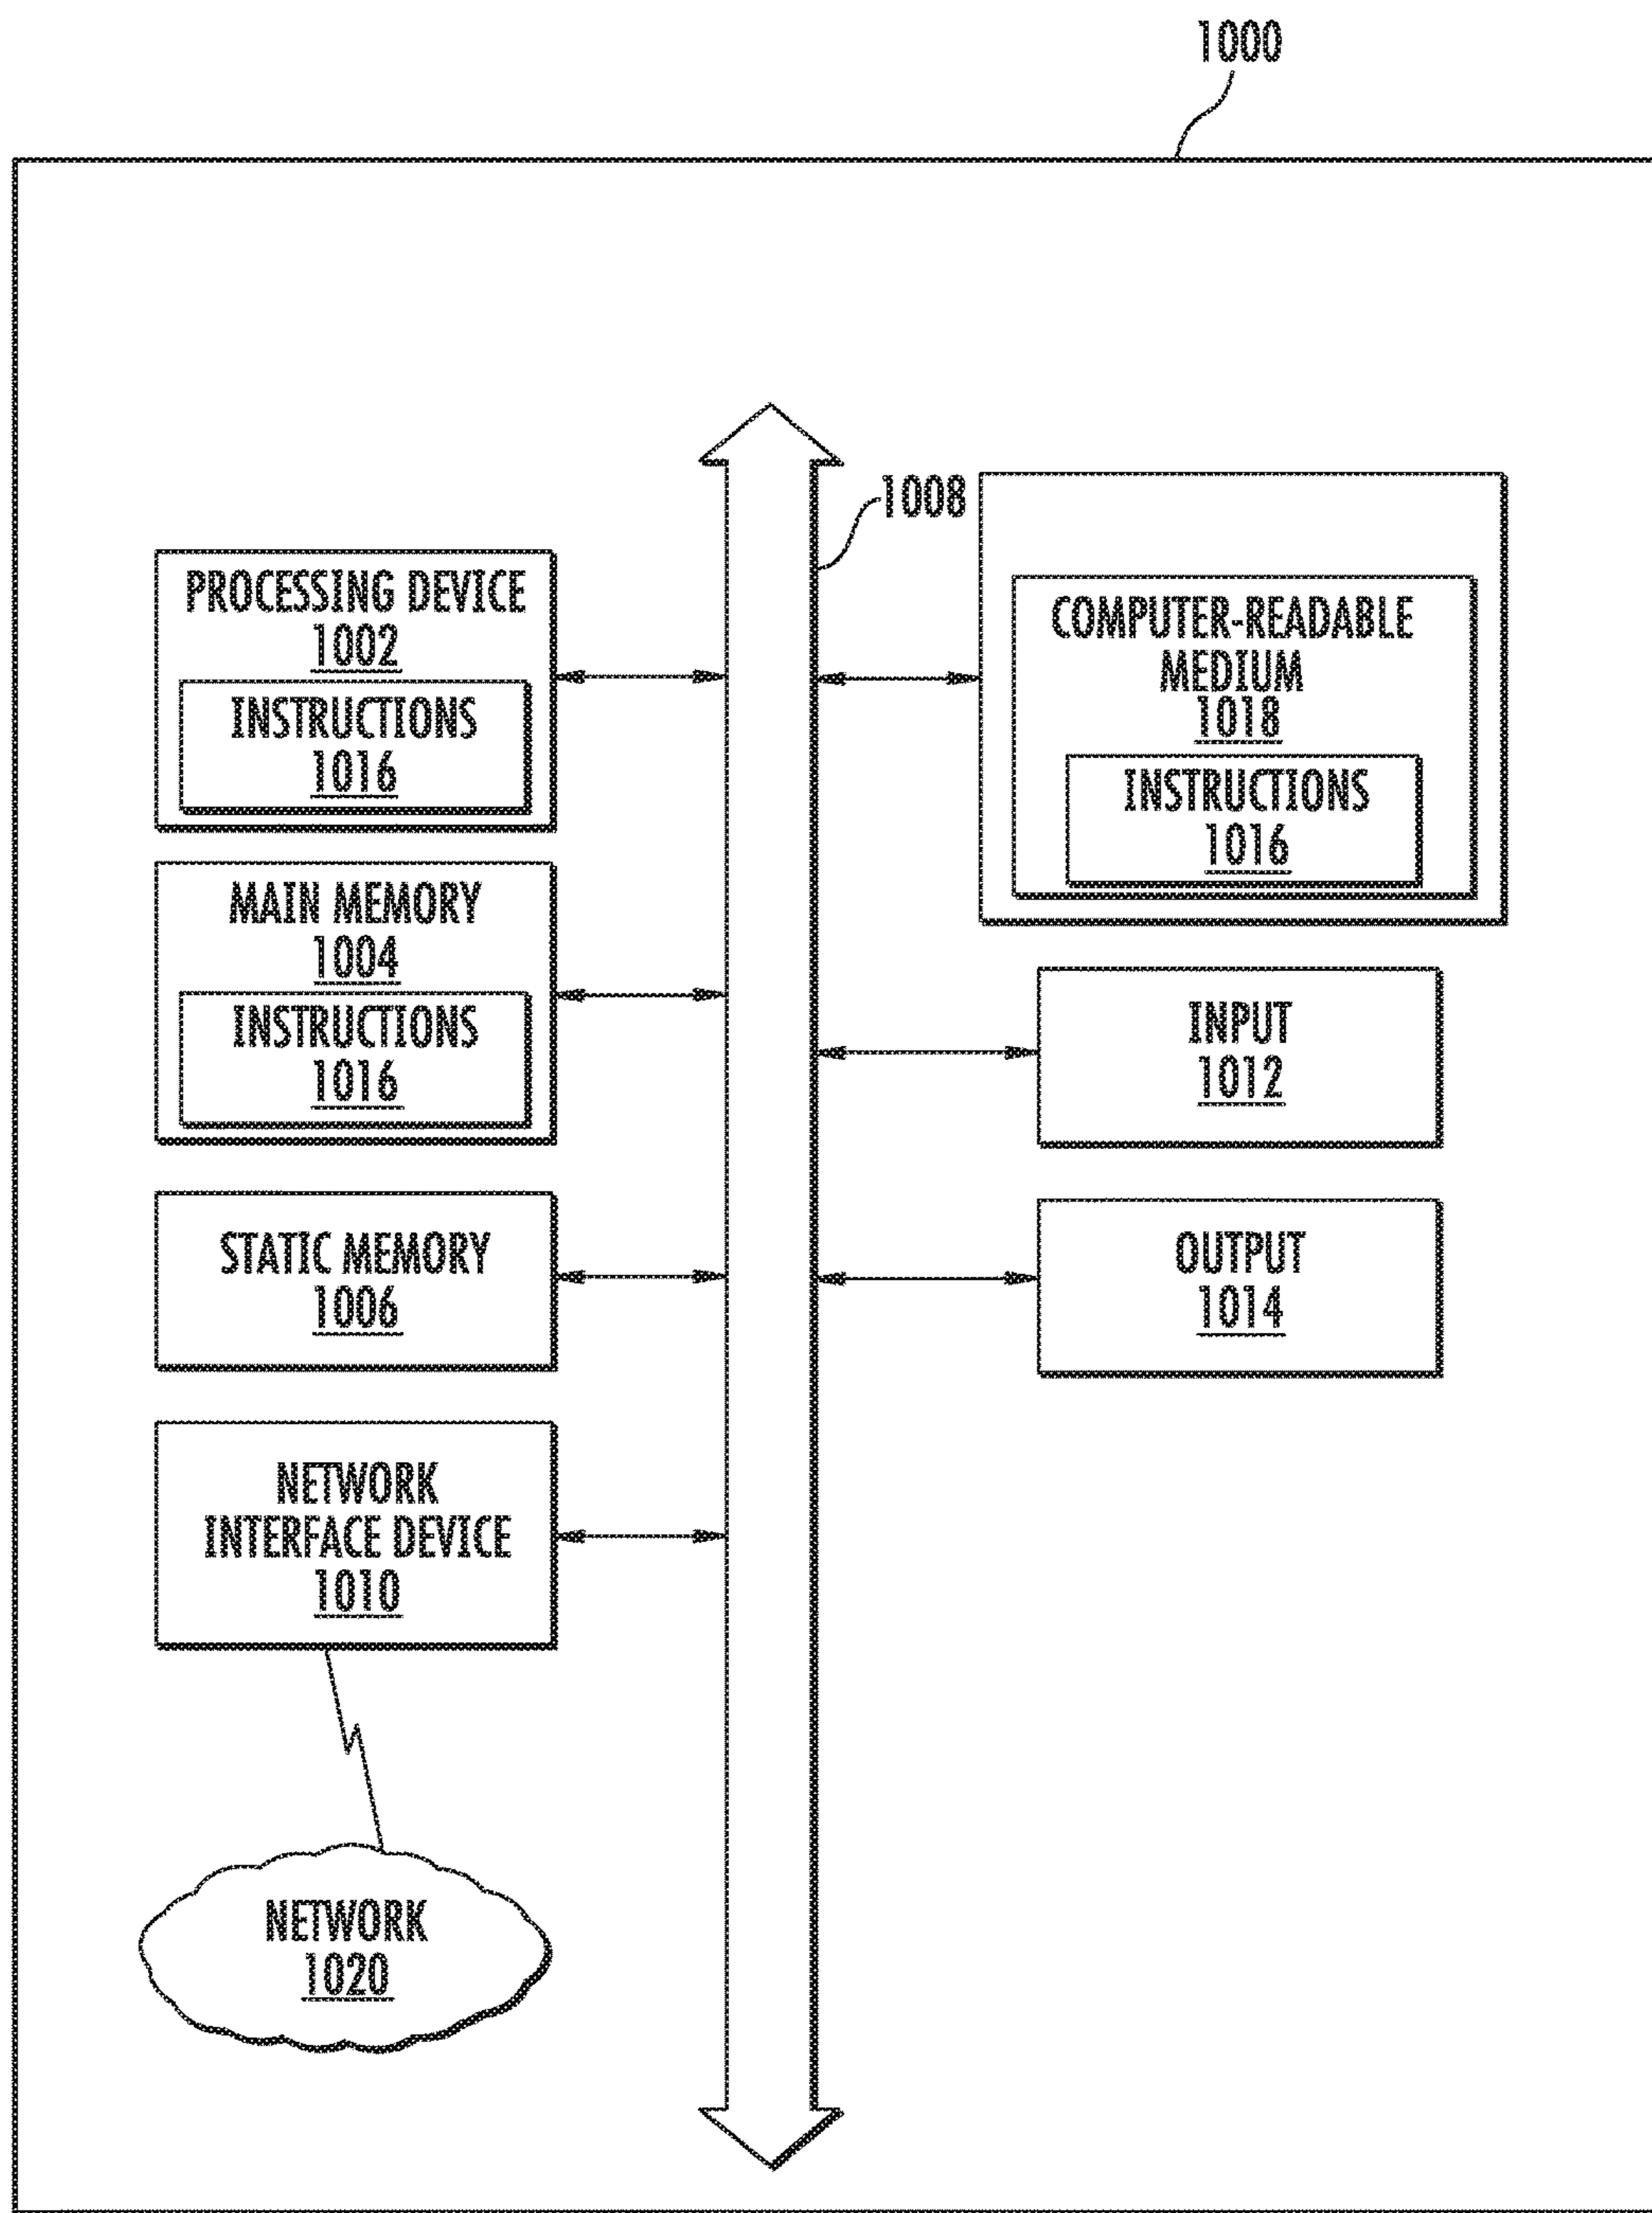 1000
1008
PROCESSING DEVICE
1002
INSTRUCTIONS
1016
MAIN MEMORY
1004
INSTRUCTIONS
1016
STATIC MEMORY
1006
NETWORK
INTERFACE DEVICE
1010
NETWORK
1020
COMPUTER-READABLE
MEDIUM
1018
INSTRUCTIONS
1016
INPUT
1012
OUTPUT
1014